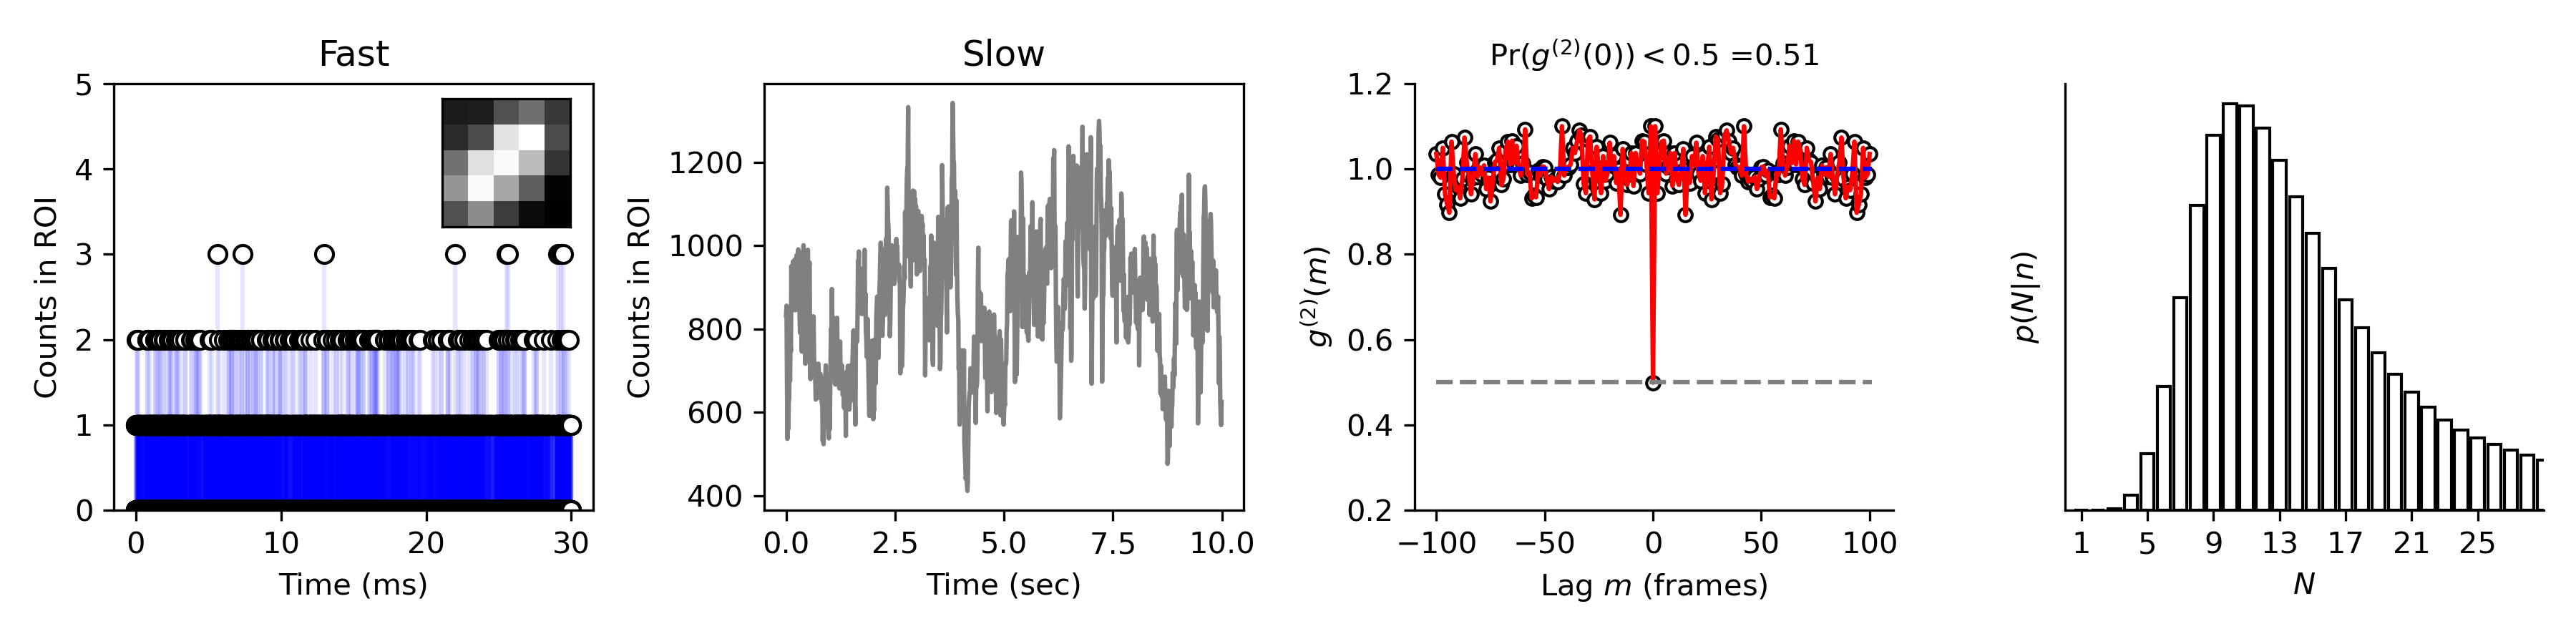 Fast
Counts in ROI
5
4
3
2
1
0
0 10 20 30
Time (ms)
Slow
Counts in ROI
1200
1000
800
600
400
0.0 2.5 5.0 7.5 10.0
Time (sec)
Pr(g⁽²⁾(0)) < 0.5 =0.51
g⁽²⁾(m)
1.2
1.0
0.8
0.6
0.4
0.2
−100 −50 0 50 100
Lag m (frames)
p(N|n)
1 5 9 13 17 21 25
N